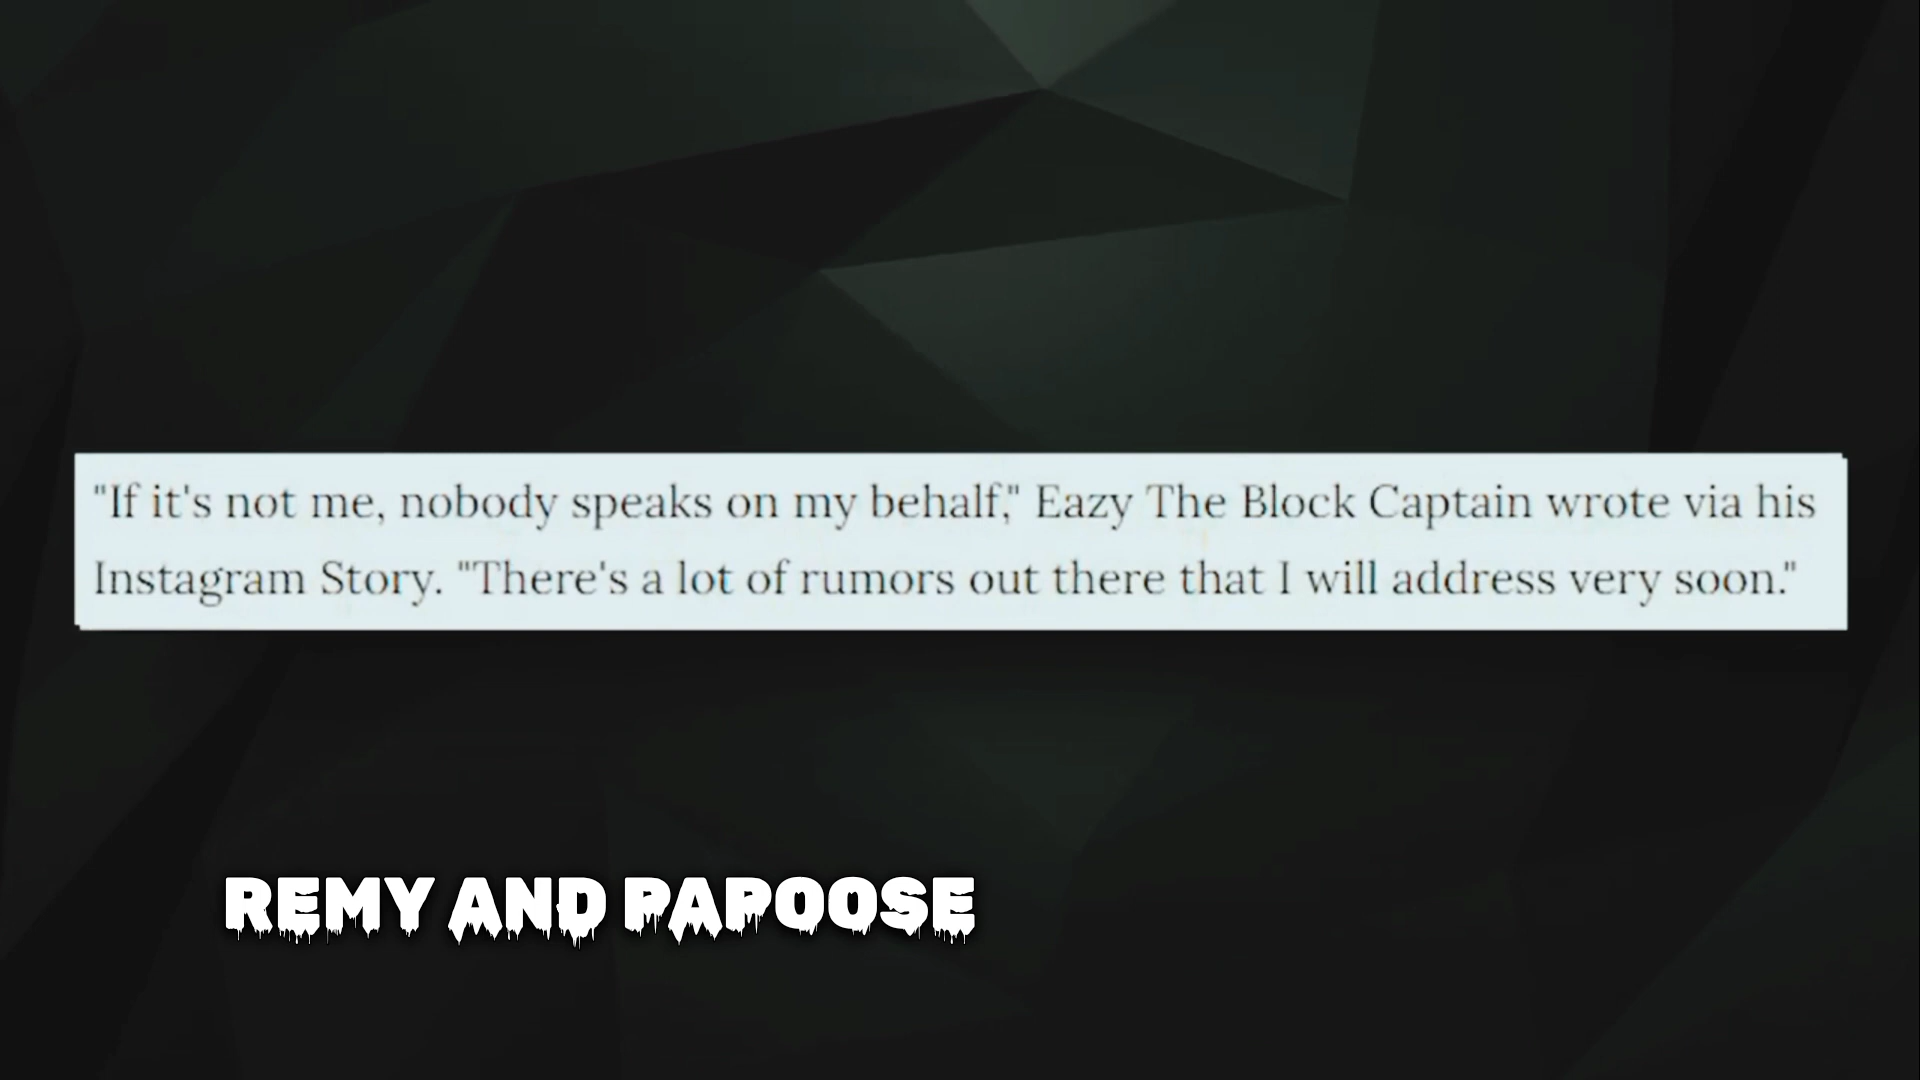 "If it's not me, nobody speaks on my behalf," Eazy The Block Captain wrote via his
Instagram Story. "There's a lot of rumors out there that I will address very soon."
REMY AND PAPOOSE